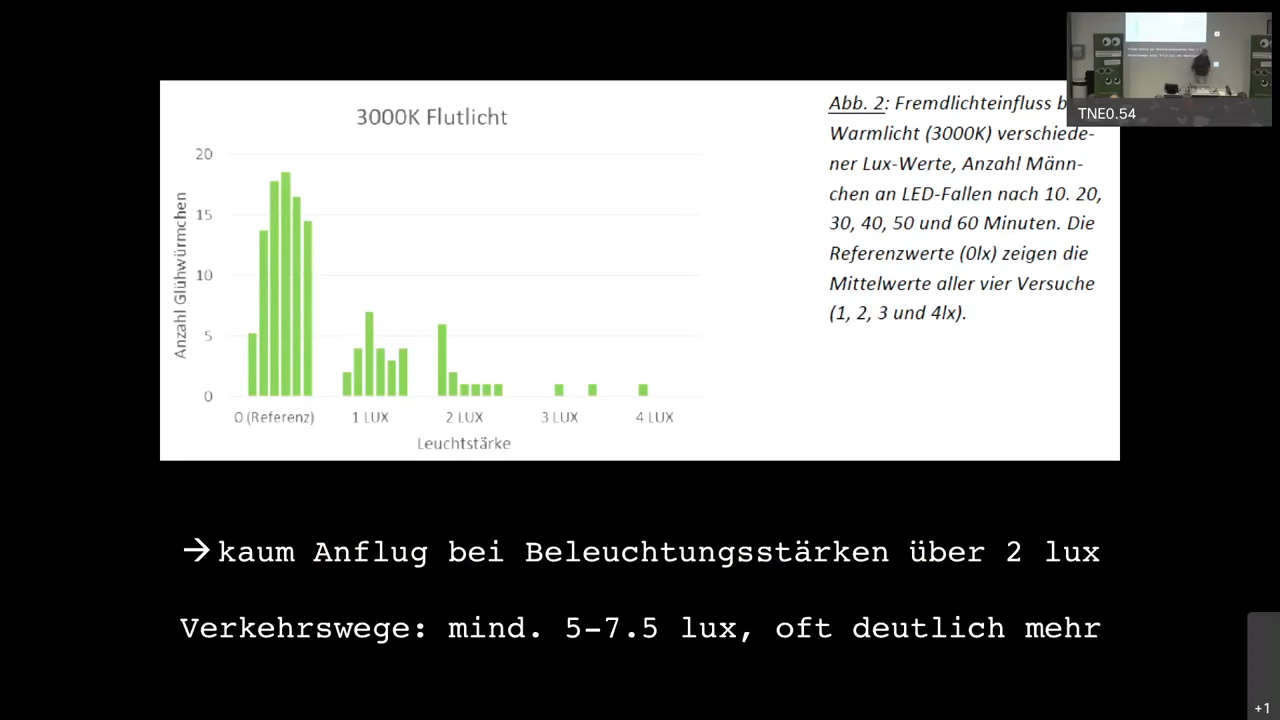 3000K Flutlicht
20
15
10
5
0
Anzahl Glühwürmchen
0 (Referenz)
1 LUX
2 LUX
3 LUX
4 LUX
Leuchtstärke
Abb. 2: Fremdlichteinfluss b
Warmlicht (3000K) verschiede-
ner Lux-Werte, Anzahl Männ-
chen an LED-Fallen nach 10. 20,
30, 40, 50 und 60 Minuten. Die
Referenzwerte (0lx) zeigen die
Mittelwerte aller vier Versuche
(1, 2, 3 und 4lx).
TNE0.54
→kaum Anflug bei Beleuchtungsstärken über 2 lux
Verkehrswege: mind. 5-7.5 lux, oft deutlich mehr
+1